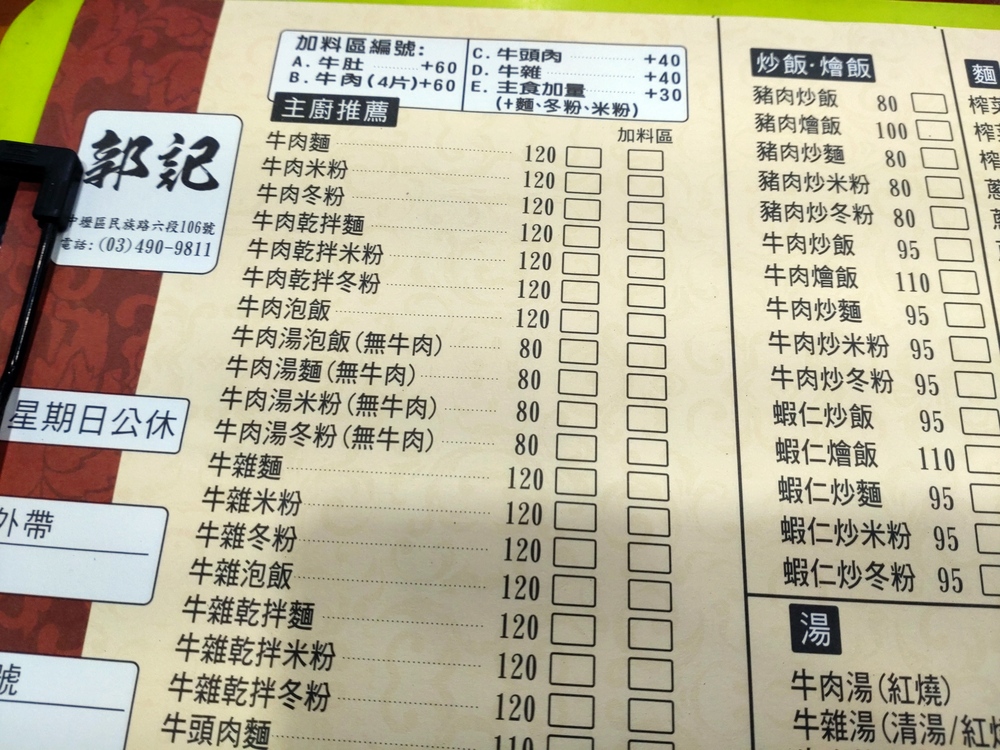 加料區編號:
A. 牛肚 +60
B. 牛肉(4片)+60
C. 牛頭肉 +40
D. 牛雜 +40
E. 主食加量 +30
(+麵、冬粉、米粉)
郭記
中壢區民族路六段106號
電話:(03)490-9811
星期日公休
外帶
號
主廚推薦
加料區
牛肉麵 120
牛肉米粉 120
牛肉冬粉 120
牛肉乾拌麵 120
牛肉乾拌米粉 120
牛肉乾拌冬粉 120
牛肉泡飯 120
牛肉湯泡飯(無牛肉) 80
牛肉湯麵(無牛肉) 80
牛肉湯米粉(無牛肉) 80
牛肉湯冬粉(無牛肉) 80
牛雜麵 120
牛雜米粉 120
牛雜冬粉 120
牛雜泡飯 120
牛雜乾拌麵 120
牛雜乾拌米粉 120
牛雜乾拌冬粉 120
牛頭肉麵 110
炒飯·燴飯
豬肉炒飯 80
豬肉燴飯 100
豬肉炒麵 80
豬肉炒米粉 80
豬肉炒冬粉 80
牛肉炒飯 95
牛肉燴飯 110
牛肉炒麵 95
牛肉炒米粉 95
牛肉炒冬粉 95
蝦仁炒飯 95
蝦仁燴飯 110
蝦仁炒麵 95
蝦仁炒米粉 95
蝦仁炒冬粉 95
湯
牛肉湯(紅燒)
牛雜湯(清湯/紅
麵
榨
榨
榨
蔥